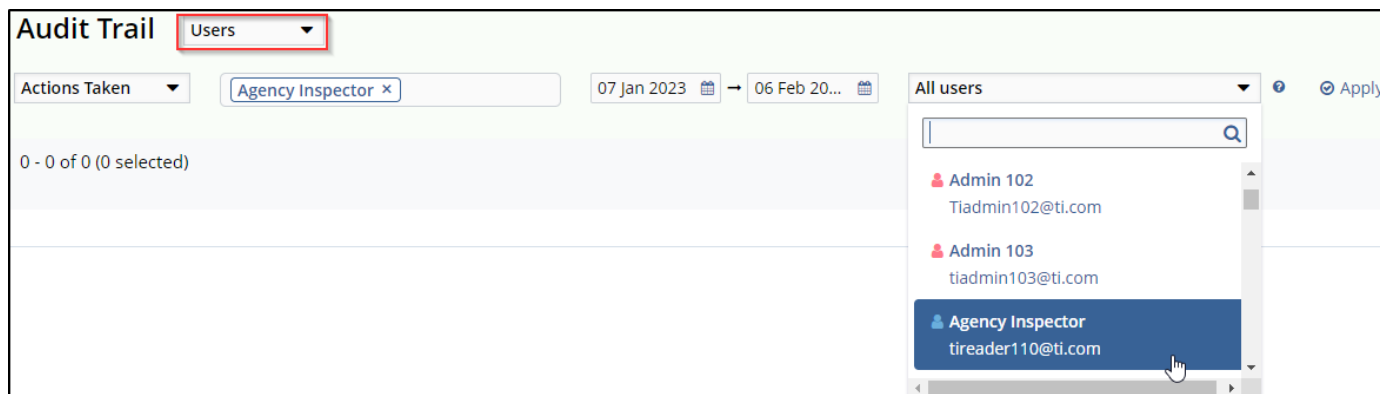 Audit Trail Users
Actions Taken Agency Inspector × 07 Jan 2023 → 06 Feb 20... All users Apply
0 - 0 of 0 (0 selected)
Admin 102
Tiadmin102@ti.com
Admin 103
tiadmin103@ti.com
Agency Inspector
tireader110@ti.com